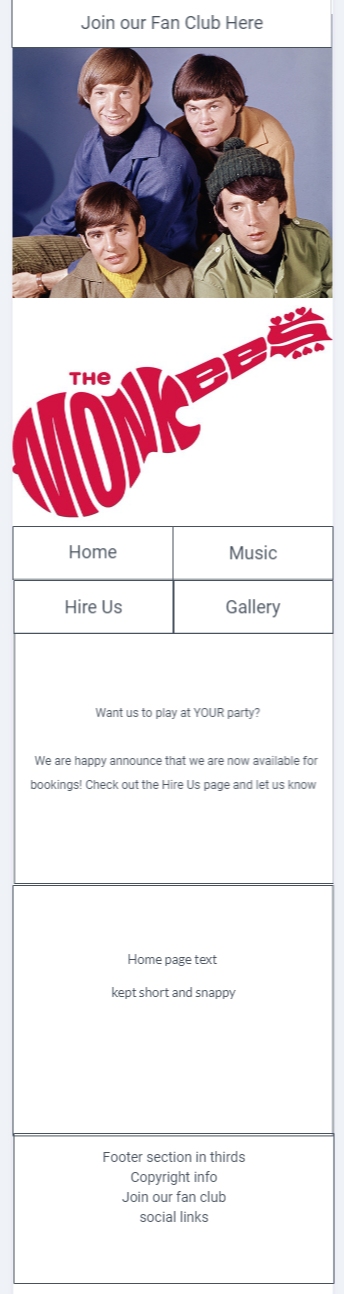 Join our Fan Club Here
THE
MONKEES
Home
Music
Hire Us
Gallery
Want us to play at YOUR party?
We are happy announce that we are now available for
bookings! Check out the Hire Us page and let us know
Home page text
kept short and snappy
Footer section in thirds
Copyright info
Join our fan club
social links